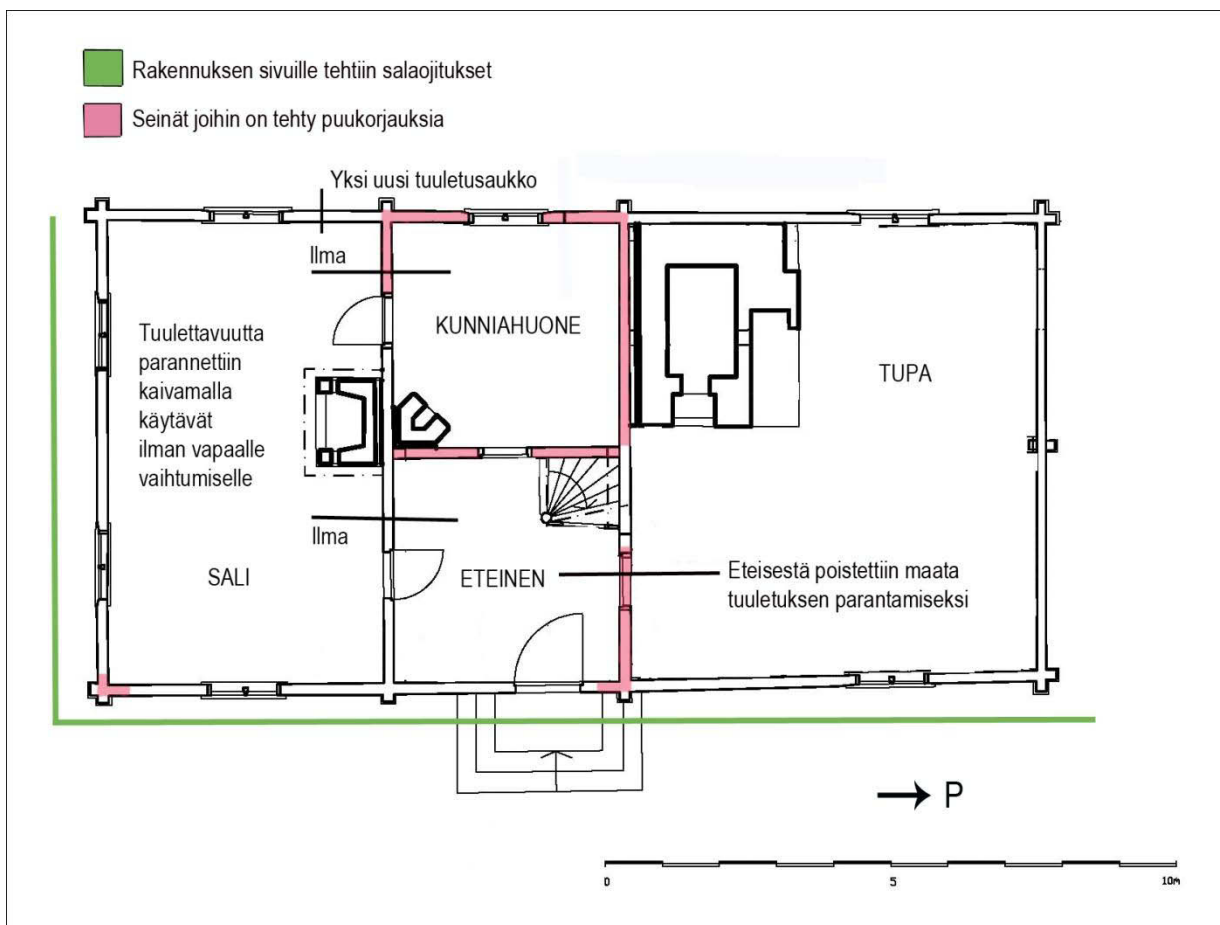 Rakennuksen sivuille tehtiin salaojitukset
Seinät joihin on tehty puukorjauksia
Yksi uusi tuuletusaukko
Ilma
KUNNIAHUONE
Tuulettavuutta
parannettiin
kaivamalla
käytävät
ilman vapaalle
vaihtumiselle
TUPA
Ilma
SALI
ETEINEN
Eteisestä poistettiin maata
tuuletuksen parantamiseksi
P
0 5 10m